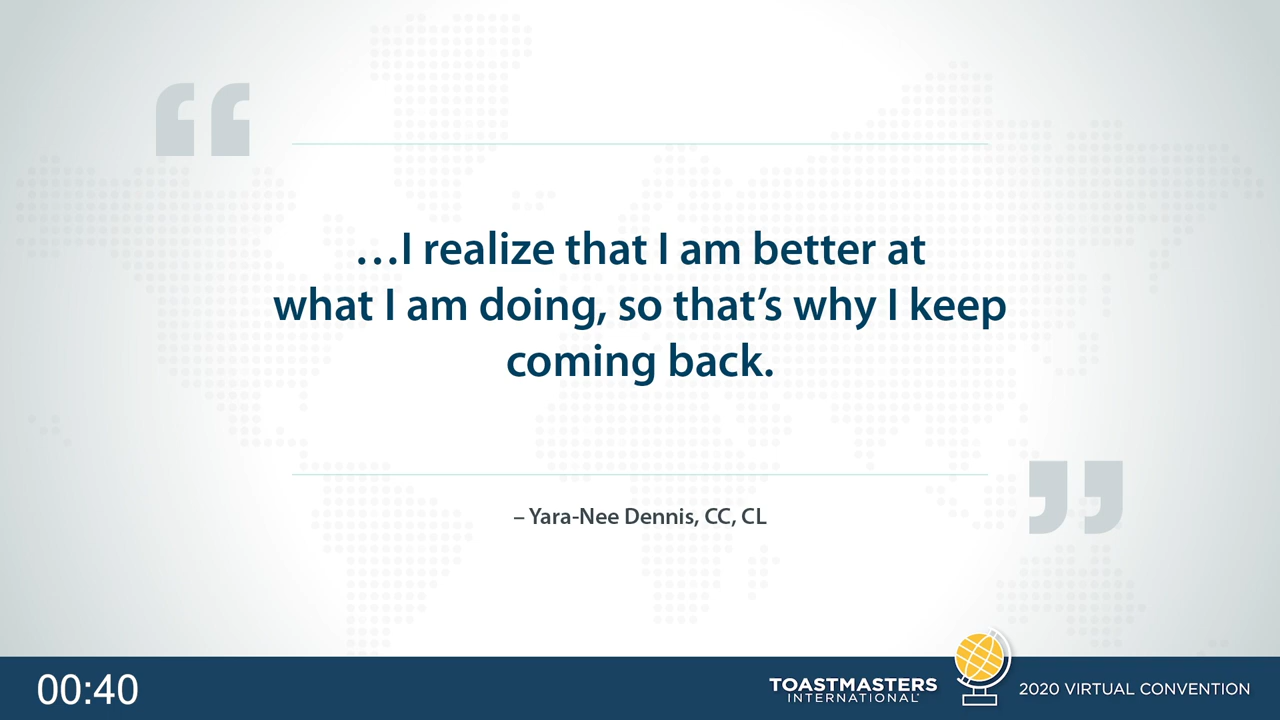 …I realize that I am better at
what I am doing, so that’s why I keep
coming back.
– Yara-Nee Dennis, CC, CL
00:40
TOASTMASTERS
INTERNATIONAL
2020 VIRTUAL CONVENTION